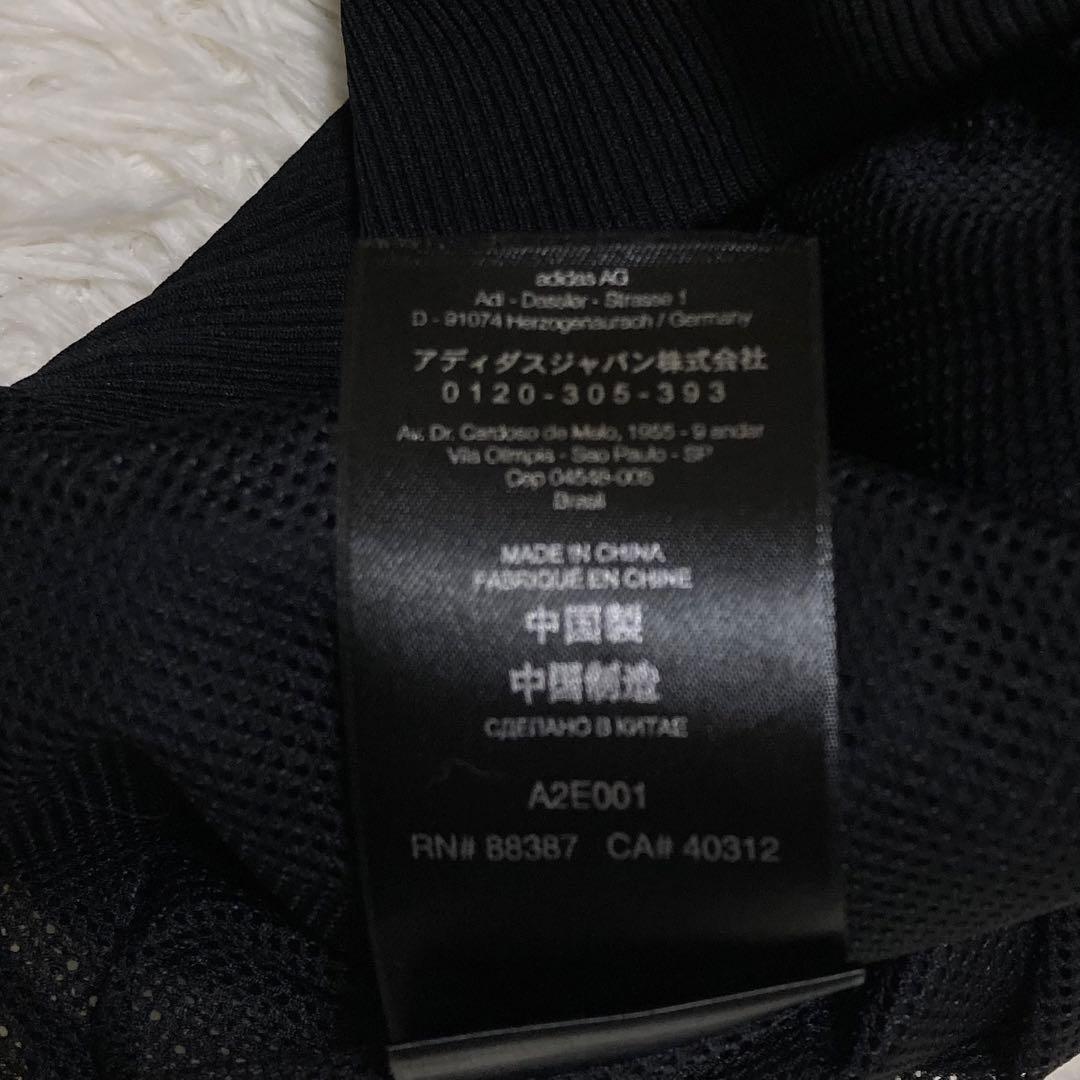 adidas AG
Adi - Dassler - Strasse 1
D - 91074 Herzogenaurach / Germany
アディダスジャパン株式会社
0120-305-393
Av. Dr. Cardoso de Melo, 1955 - 9 andar
Vila Olimpia - Sao Paulo - SP
Cep 04548-005
Brasil
MADE IN CHINA
FABRIQUÉ EN CHINE
中国製
中国制造
СДЕЛАНО В КИТАЕ
A2E001
RN# 88387 CA# 40312